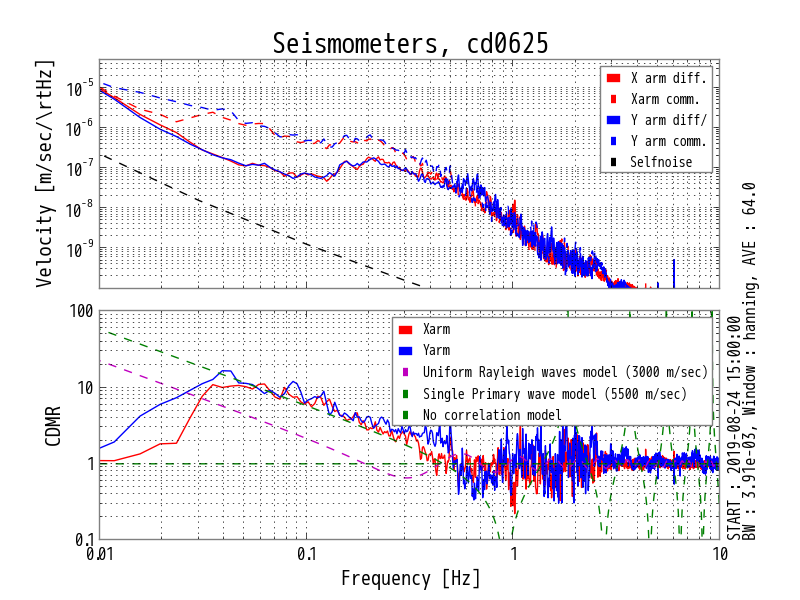 Seismometers, cd0625
Velocity [m/sec/\rtHz]
10^-5
10^-6
10^-7
10^-8
10^-9
X arm diff.
Xarm comm.
Y arm diff/
Y arm comm.
Selfnoise
CDMR
100
10
1
0.1
Xarm
Yarm
Uniform Rayleigh waves model (3000 m/sec)
Single Primary wave model (5500 m/sec)
No correlation model
0.01
0.1
1
10
Frequency [Hz]
START : 2019-08-24 15:00:00
BW : 3.91e-03, Window : hanning, AVE : 64.0